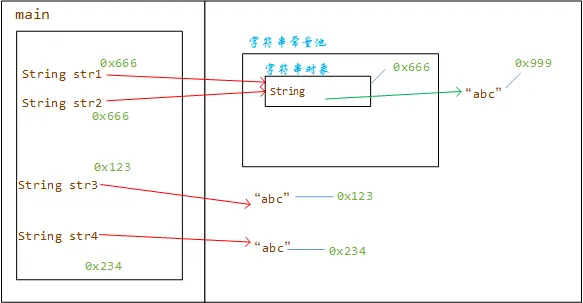 main
字符串常量池
0x666
String str1
字符串对象
0x666
0x999
String
"abc"
String str2
0x666
0x123
String str3
"abc"
0x123
String str4
"abc"
0x234
0x234